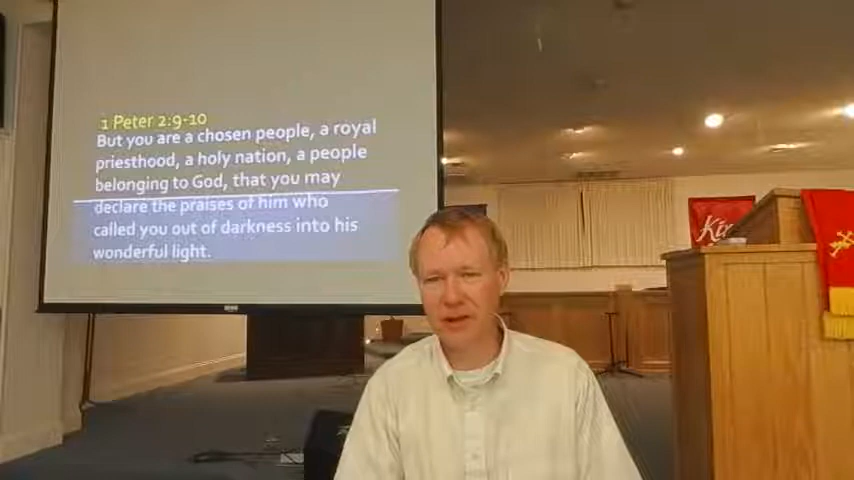 1 Peter 2:9-10
But you are a chosen people, a royal
priesthood, a holy nation, a people
belonging to God, that you may
declare the praises of him who
called you out of darkness into his
wonderful light.